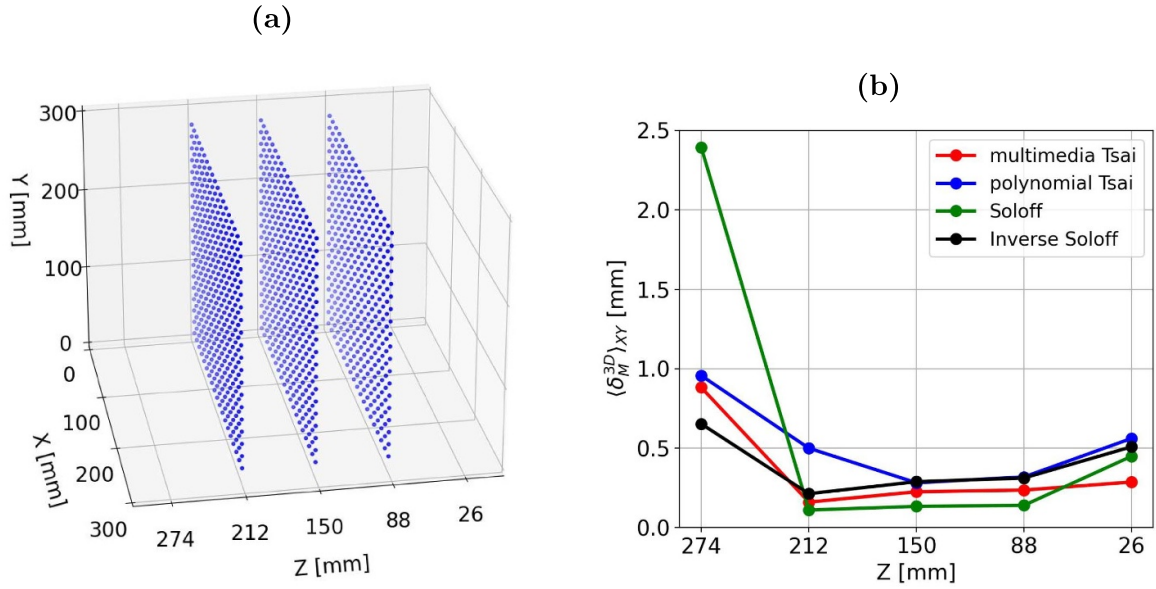 (a)
300
200
100
0
Y [mm]
0
100
200
300
X [mm]
274
212
150
88
26
Z [mm]
(b)
2.5
2.0
1.5
1.0
0.5
0.0
⟨δ_M^{3D}⟩_{XY} [mm]
multimedia Tsai
polynomial Tsai
Soloff
Inverse Soloff
274
212
150
88
26
Z [mm]